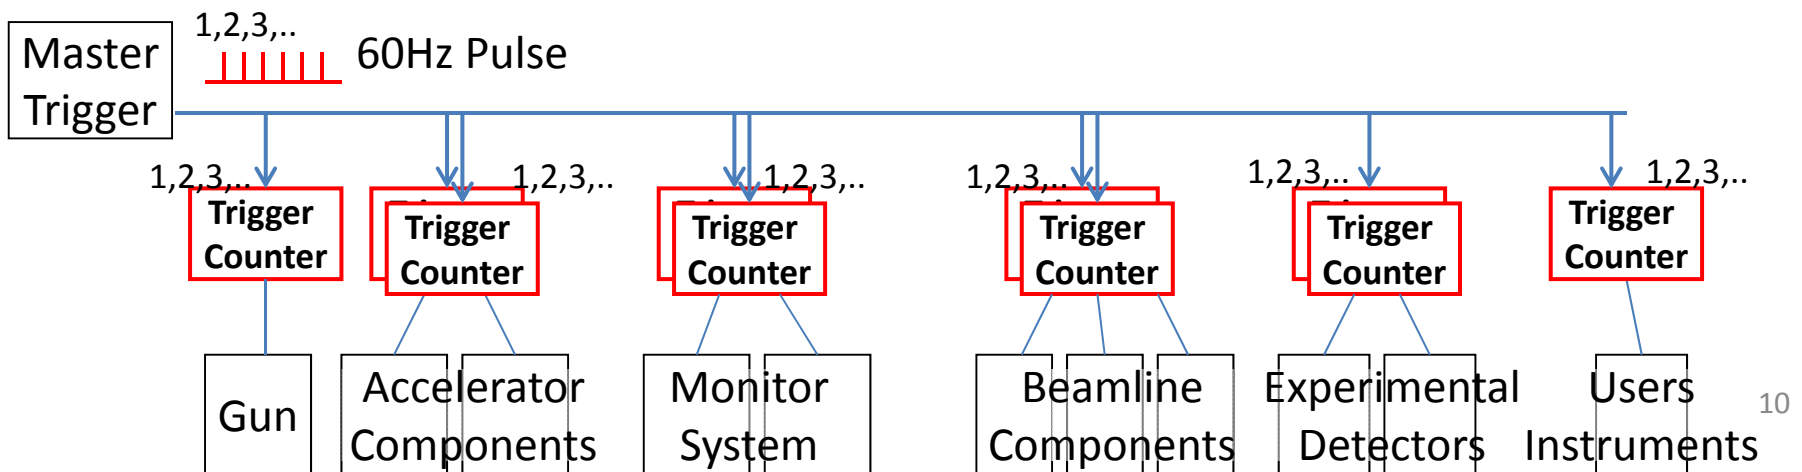 Master
Trigger
1,2,3,..
60Hz Pulse
1,2,3,..
1,2,3,..
1,2,3,..
1,2,3,..
1,2,3,..
1,2,3,..
Trigger
Counter
Trigger
Counter
Trigger
Counter
Trigger
Counter
Trigger
Counter
Trigger
Counter
Gun
Accelerator
Components
Monitor
System
Beamline
Components
Experimental
Detectors
Users
Instruments
10